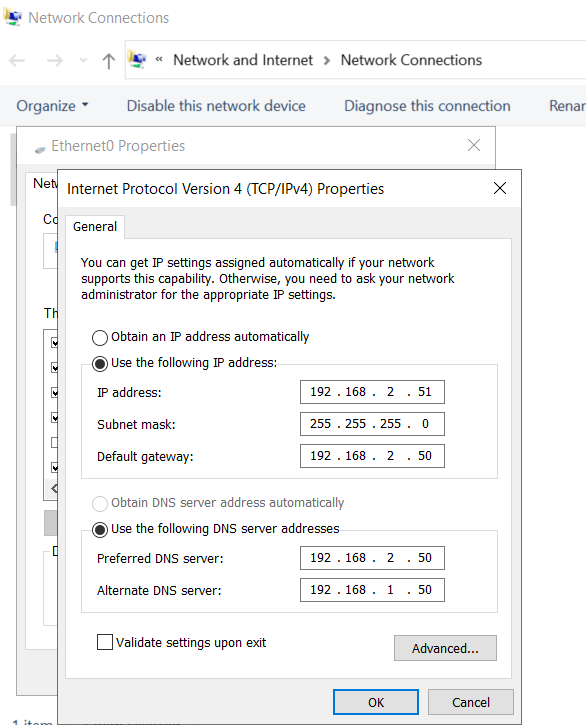 Network Connections
« Network and Internet > Network Connections
Organize Disable this network device Diagnose this connection Renar
Ethernet0 Properties
Internet Protocol Version 4 (TCP/IPv4) Properties
General
You can get IP settings assigned automatically if your network
supports this capability. Otherwise, you need to ask your network
administrator for the appropriate IP settings.
Obtain an IP address automatically
Use the following IP address:
IP address: 192 . 168 . 2 . 51
Subnet mask: 255 . 255 . 255 . 0
Default gateway: 192 . 168 . 2 . 50
Obtain DNS server address automatically
Use the following DNS server addresses
Preferred DNS server: 192 . 168 . 2 . 50
Alternate DNS server: 192 . 168 . 1 . 50
Validate settings upon exit
Advanced...
OK Cancel